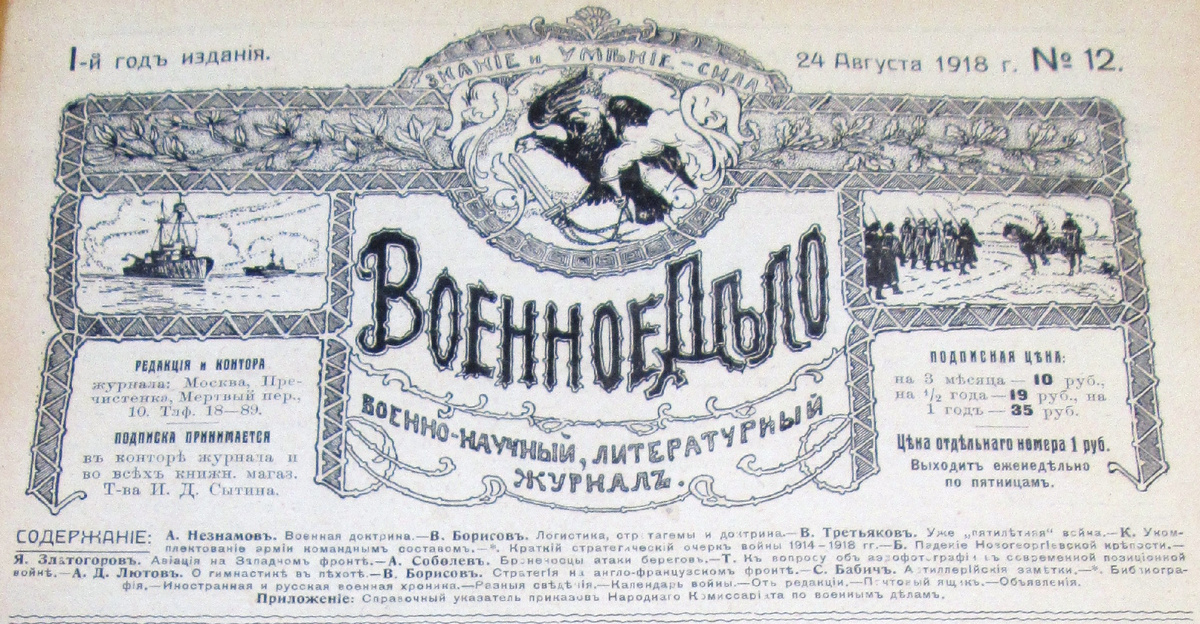 I-й годъ изданія.
24 Августа 1918 г. № 12.
ЗНАНІЕ и УМѢНІЕ - СИЛА
ВОЕННОЕ ДѢЛО
ВОЕННО-НАУЧНЫЙ, ЛИТЕРАТУРНЫЙ
ЖУРНАЛЪ.
РЕДАКЦІЯ и КОНТОРА
журнала: Москва, Пре-
чистенка, Мертвый пер.,
10. Тлф. 18—89.
ПОДПИСКА ПРИНИМАЕТСЯ
въ конторѣ журнала и
во всѣхъ книжн. магаз.
Т-ва И. Д. Сытина.
ПОДПИСНАЯ ЦѢНА:
на 3 мѣсяца — 10 руб.,
на 1/2 года — 19 руб., на
1 годъ — 35 руб.
Цѣна отдѣльнаго номера 1 руб.
Выходитъ еженедѣльно
по пятницамъ.
СОДЕРЖАНІЕ: А. Незнамовъ. Военная доктрина.—В. Борисовъ. Логистика, стратагемы и доктрина.—В. Третьяковъ. Уже „пятилѣтняя“ война.—К. Уком-
плектованіе арміи команднымъ составомъ.—*. Краткій стратегическій очеркъ войны 1914—1918 гг.—Б. Паденіе Новогеоргіевской крѣпости.—
Я. Златогоровъ. Авіація на Западномъ фронтѣ.—А. Соболевъ. Броненосцы атаки береговъ.—Т. Къ вопросу объ въ современной позиціонной
войнѣ.—А. Д. Лютовъ. О гимнастикѣ въ пѣхотѣ.—В. Борисовъ. Стратегія на англо-французскомъ фронтѣ.—С. Бабичъ. Артиллерійскія замѣтки.—*. Библіогра-
фія.—Иностранная и русская военная хроника.—Разныя свѣдѣнія.—Календарь войны.—Отъ редакціи.—Почтовый ящикъ.—Объявленія.
Приложеніе: Справочный указатель приказовъ Народнаго Комиссаріата по военнымъ дѣламъ.